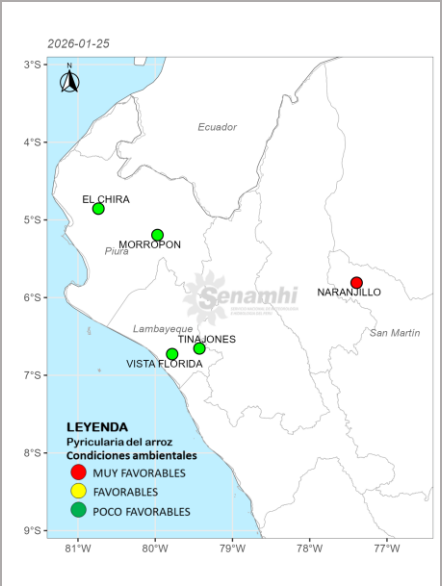 2026-01-25
N
3°S
Ecuador
4°S
EL CHIRA
5°S
MORROPON
Piura
NARANJILLO
6°S
Senamhi
Lambayeque
San Martín
TINAJONES
VISTA FLORIDA
7°S
LEYENDA
Pyricularia del arroz
Condiciones ambientales
8°S
MUY FAVORABLES
FAVORABLES
POCO FAVORABLES
9°S
81°W 80°W 79°W 78°W 77°W